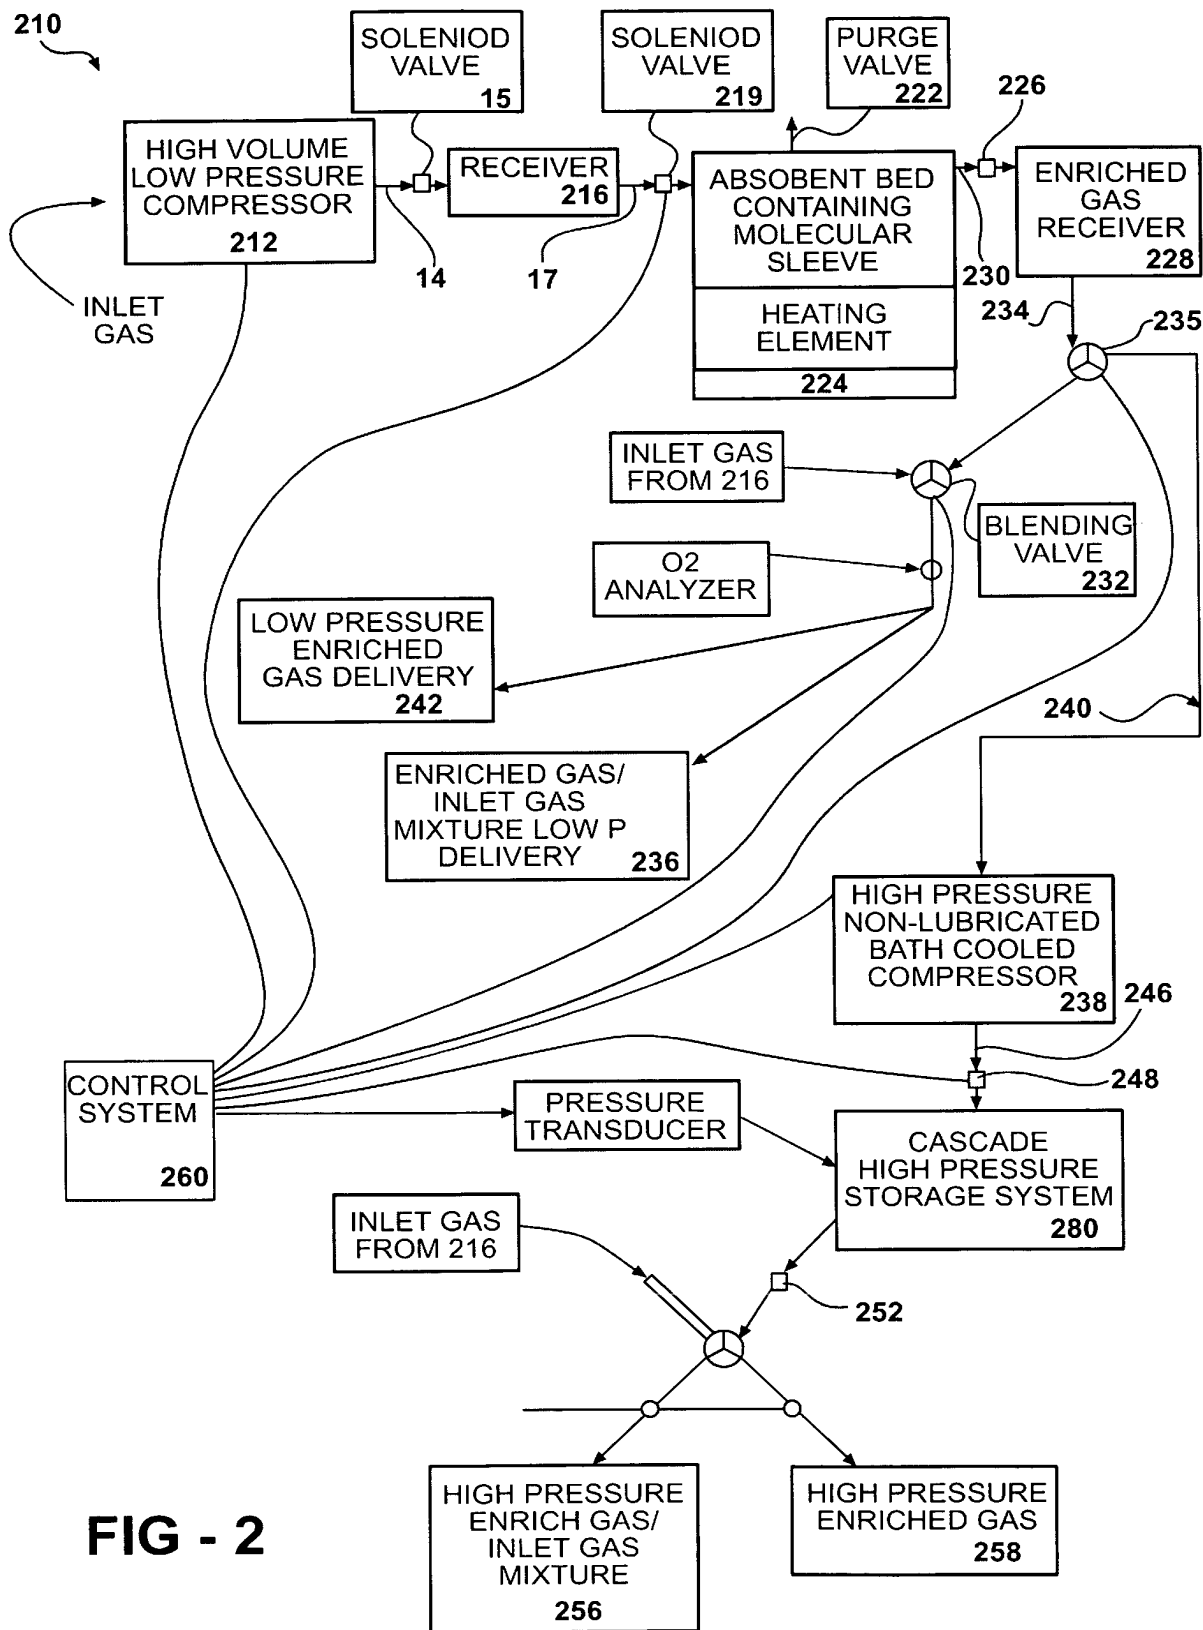 210
SOLENIOD
VALVE
15
SOLENIOD
VALVE
219
PURGE
VALVE
222
226
HIGH VOLUME
LOW PRESSURE
COMPRESSOR
212
RECEIVER
216
ABSOBENT BED
CONTAINING
MOLECULAR
SLEEVE
HEATING
ELEMENT
224
ENRICHED
GAS
RECEIVER
228
INLET
GAS
14
17
230
234
235
INLET GAS
FROM 216
BLENDING
VALVE
232
O2
ANALYZER
LOW PRESSURE
ENRICHED
GAS DELIVERY
242
240
ENRICHED GAS/
INLET GAS
MIXTURE LOW P
DELIVERY
236
HIGH PRESSURE
NON-LUBRICATED
BATH COOLED
COMPRESSOR
238
246
248
CONTROL
SYSTEM
260
PRESSURE
TRANSDUCER
CASCADE
HIGH PRESSURE
STORAGE SYSTEM
280
INLET GAS
FROM 216
252
HIGH PRESSURE
ENRICH GAS/
INLET GAS
MIXTURE
256
HIGH PRESSURE
ENRICHED GAS
258
FIG - 2